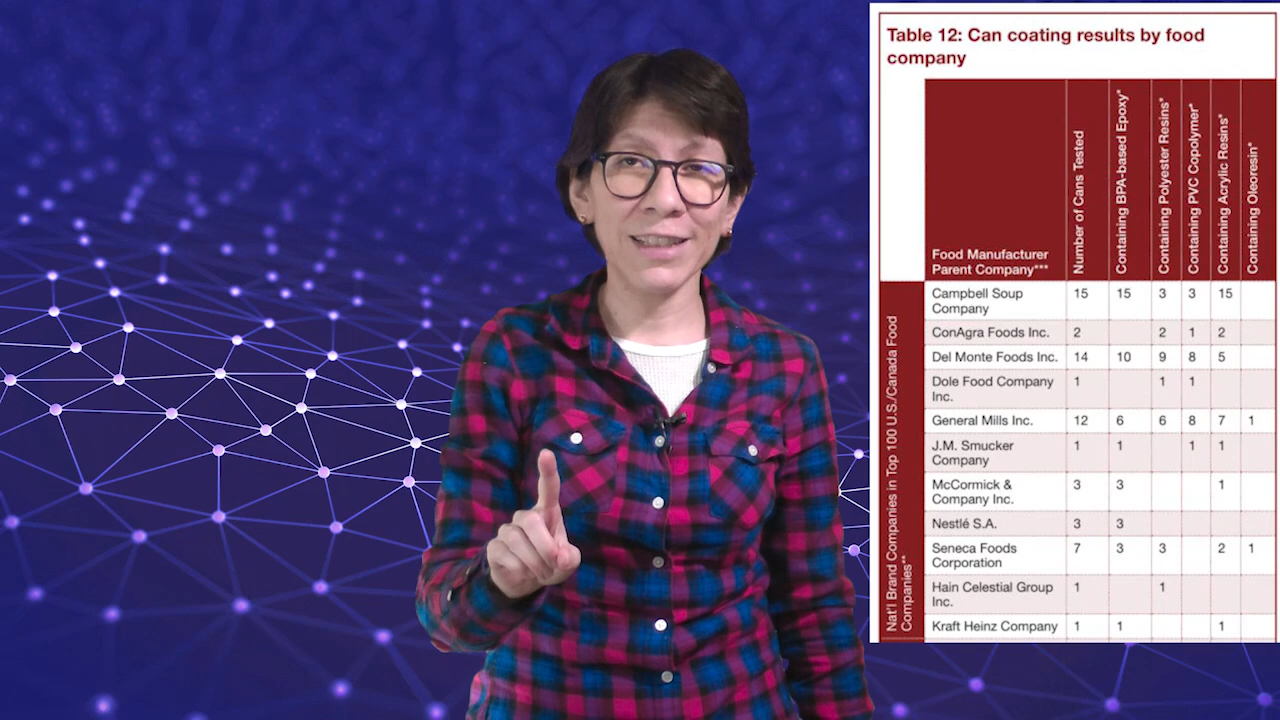 Table 12: Can coating results by food
company
Food Manufacturer
Parent Company***
Number of Cans Tested
Containing BPA-based Epoxy*
Containing Polyester Resins*
Containing PVC Copolymer*
Containing Acrylic Resins*
Containing Oleoresin*
Nat'l Brand Companies in Top 100 U.S./Canada Food
Companies**
Campbell Soup
Company 15 15 3 3 15
ConAgra Foods Inc. 2 2 1 2
Del Monte Foods Inc. 14 10 9 8 5
Dole Food Company
Inc. 1 1 1
General Mills Inc. 12 6 6 8 7 1
J.M. Smucker
Company 1 1 1 1
McCormick &
Company Inc. 3 3 1
Nestlé S.A. 3 3
Seneca Foods
Corporation 7 3 3 2 1
Hain Celestial Group
Inc. 1 1
Kraft Heinz Company 1 1 1